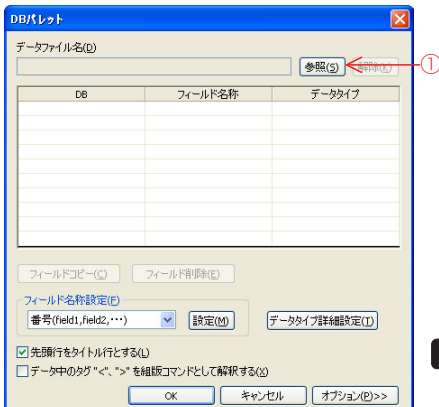 DBパレット
データファイル名(D)
参照(S) 解除(K) ①
DB フィールド名称 データタイプ
フィールドコピー(C) フィールド削除(E)
フィールド名称設定(F)
番号(field1,field2,･･･) 設定(M) データタイプ詳細設定(T)
先頭行をタイトル行とする(L)
データ中のタグ"<"、">"を組版コマンドとして解釈する(X)
OK キャンセル オプション(P)>>